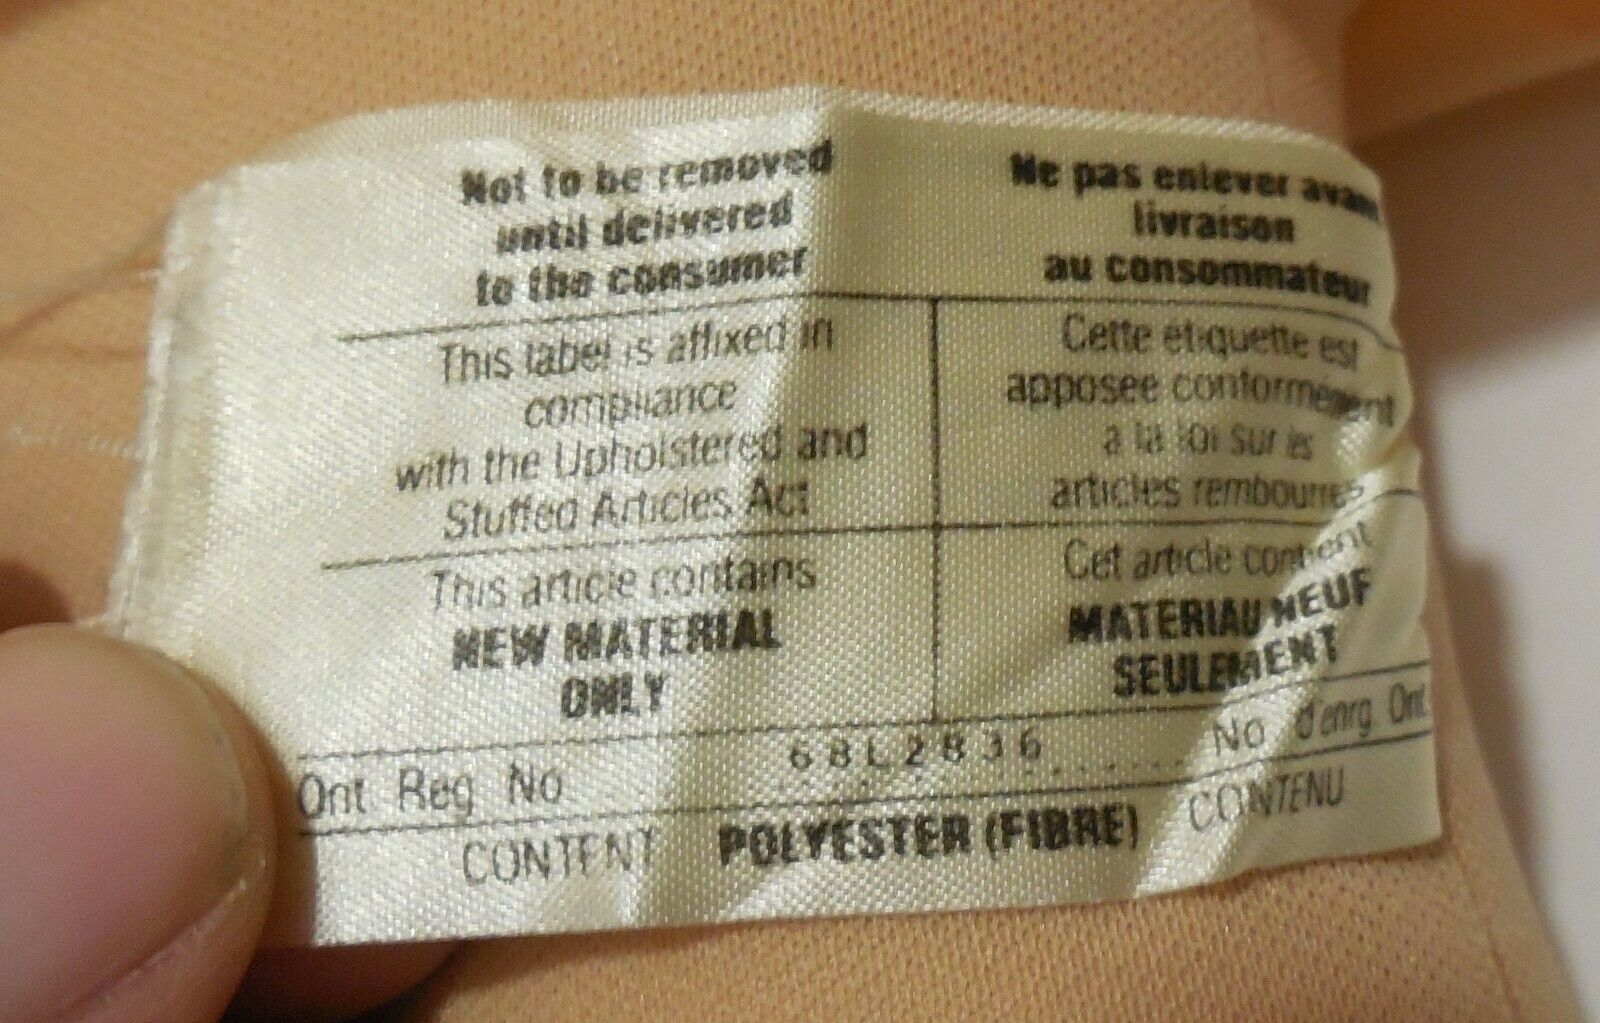 Not to be removed
until delivered
to the consumer
Ne pas enlever avant
livraison
au consommateur
This label is affixed in
compliance
with the Upholstered and
Stuffed Articles Act
Cette etiquette est
apposee conformement
a la loi sur les
articles rembourres
This article contains
NEW MATERIAL
ONLY
Cet article contient
MATERIAU NEUF
SEULEMENT
Ont Reg No 68L2836 No d'enrg. Ont
CONTENT POLYESTER (FIBRE) CONTENU